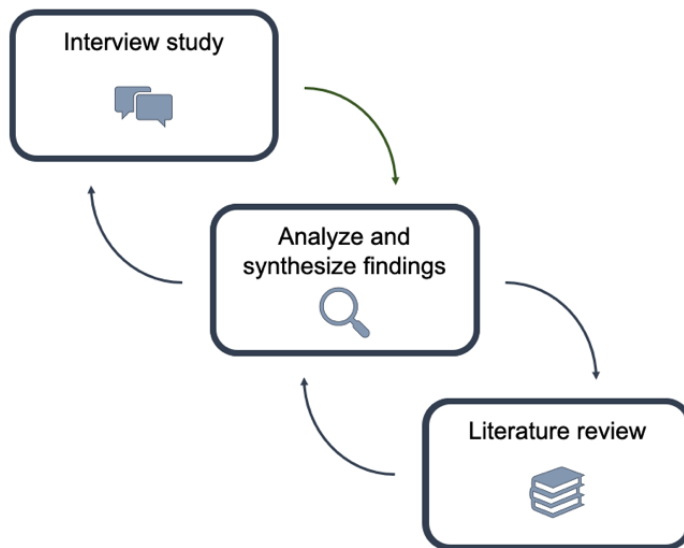 Interview study
Analyze and
synthesize findings
Literature review